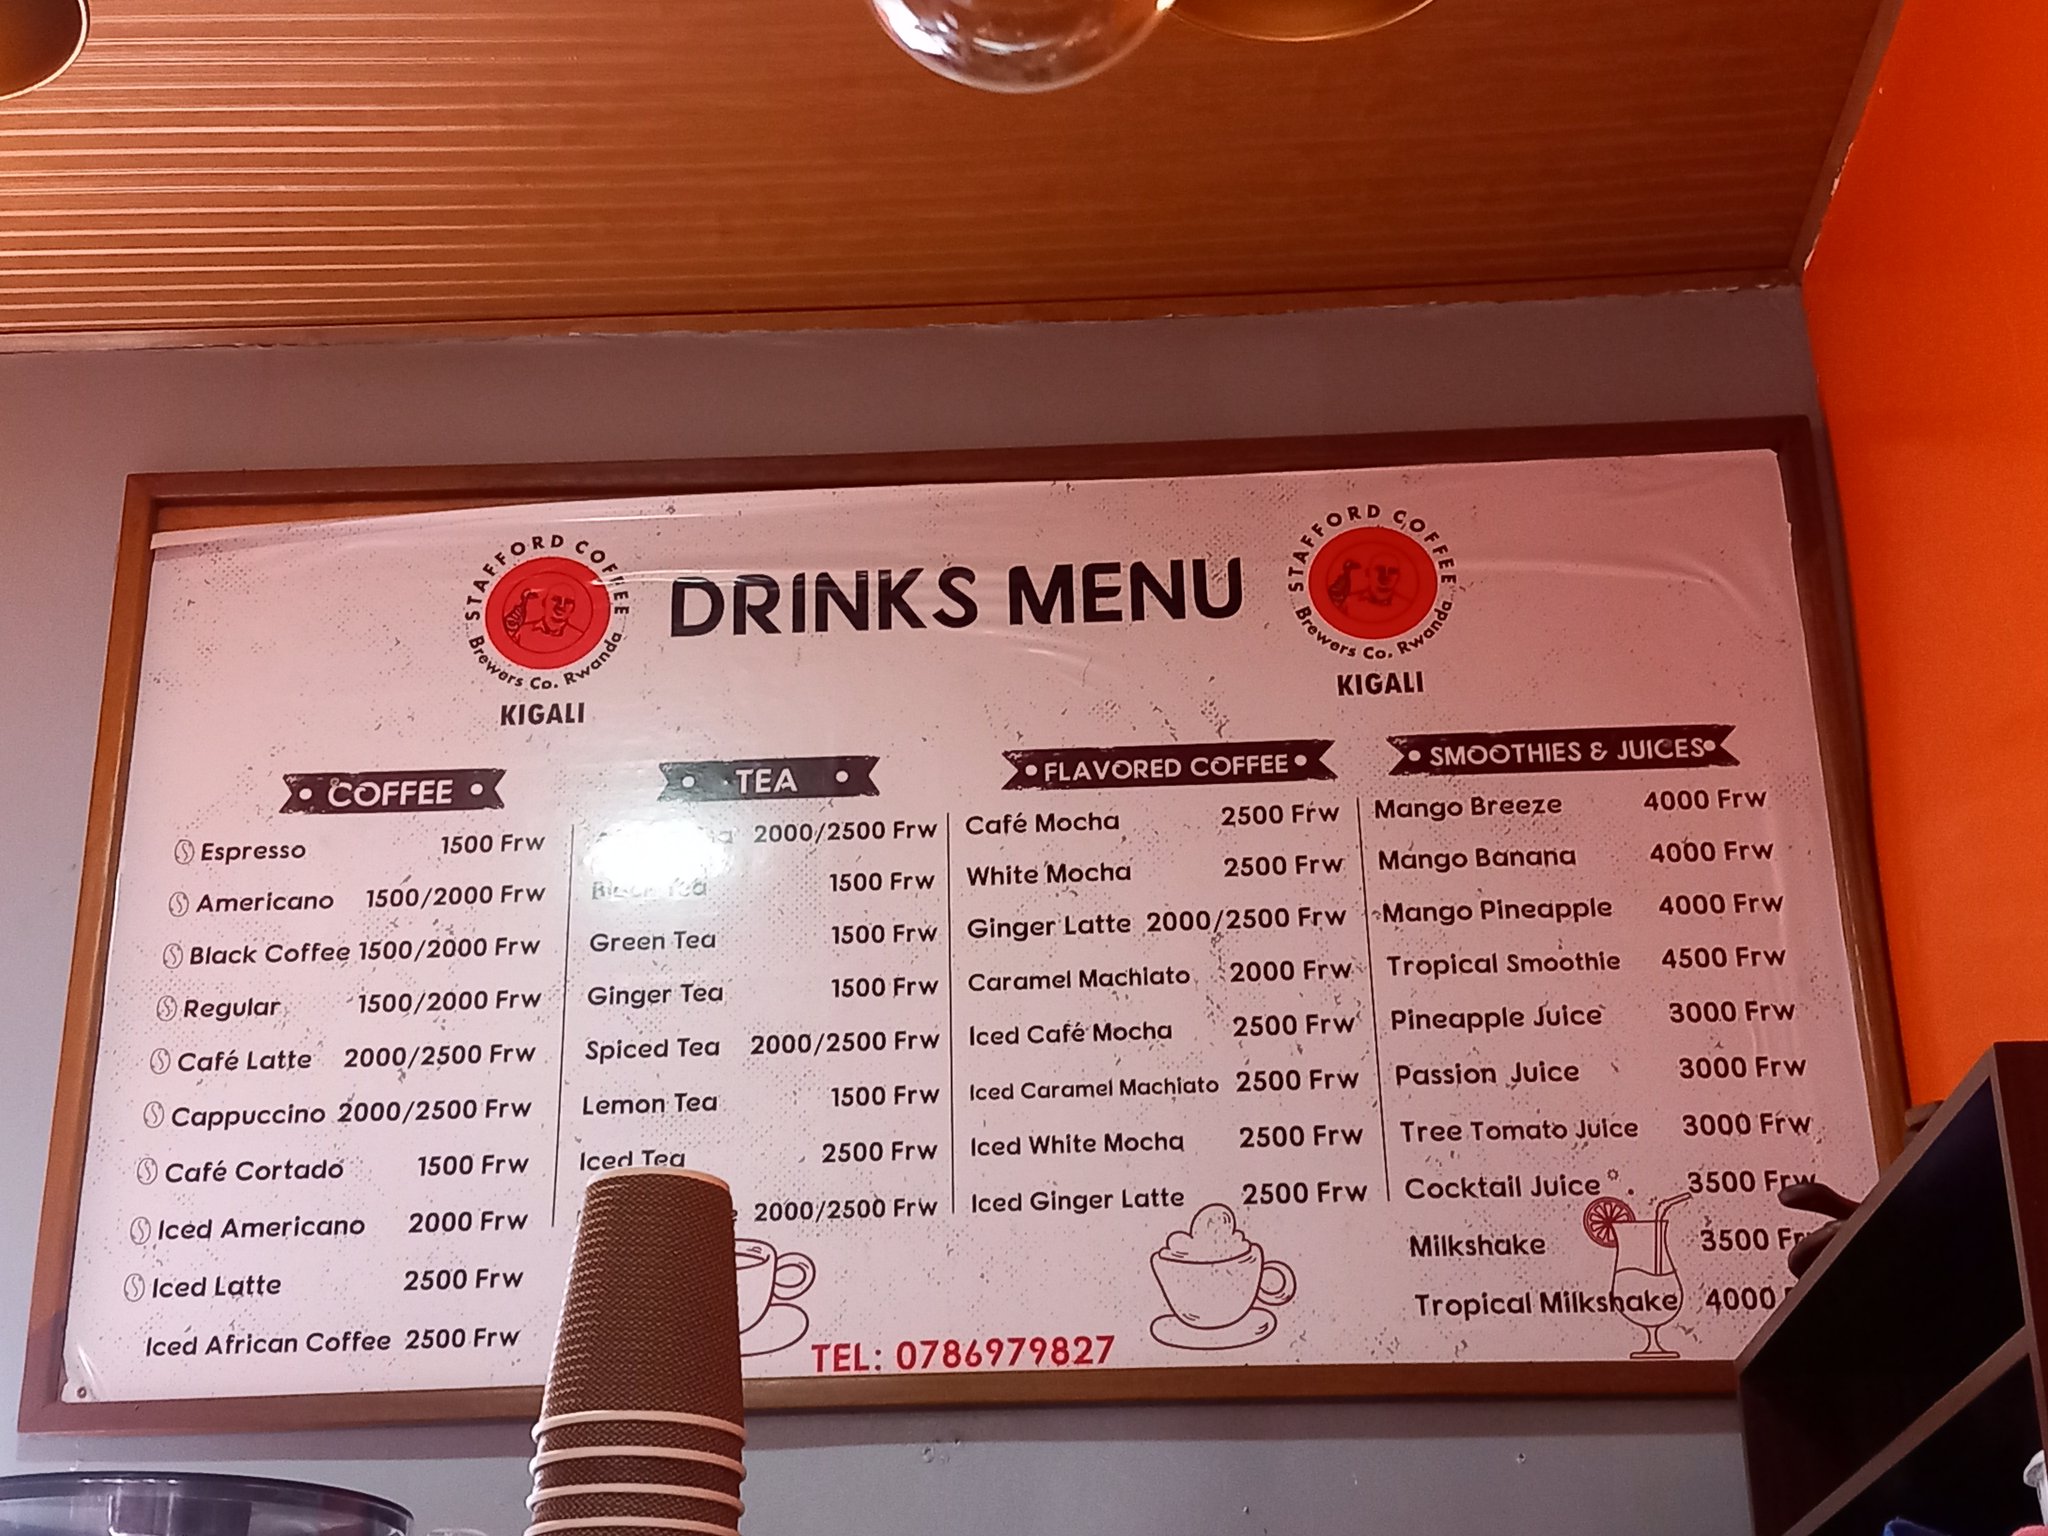 STAFFORD COFFEE
Brewers Co. Rwanda
KIGALI
DRINKS MENU
STAFFORD COFFEE
Brewers Co. Rwanda
KIGALI
COFFEE
Espresso 1500 Frw
Americano 1500/2000 Frw
Black Coffee 1500/2000 Frw
Regular 1500/2000 Frw
Café Latte 2000/2500 Frw
Cappuccino 2000/2500 Frw
Café Cortado 1500 Frw
Iced Americano 2000 Frw
Iced Latte 2500 Frw
Iced African Coffee 2500 Frw
TEA
2000/2500 Frw
Black Tea 1500 Frw
Green Tea 1500 Frw
Ginger Tea 1500 Frw
Spiced Tea 2000/2500 Frw
Lemon Tea 1500 Frw
Iced Tea 2500 Frw
2000/2500 Frw
FLAVORED COFFEE
Café Mocha 2500 Frw
White Mocha 2500 Frw
Ginger Latte 2000/2500 Frw
Caramel Machiato 2000 Frw
Iced Café Mocha 2500 Frw
Iced Caramel Machiato 2500 Frw
Iced White Mocha 2500 Frw
Iced Ginger Latte 2500 Frw
SMOOTHIES & JUICES
Mango Breeze 4000 Frw
Mango Banana 4000 Frw
Mango Pineapple 4000 Frw
Tropical Smoothie 4500 Frw
Pineapple Juice 3000 Frw
Passion Juice 3000 Frw
Tree Tomato Juice 3000 Frw
Cocktail Juice 3500 Frw
Milkshake 3500 Frw
Tropical Milkshake 4000
TEL: 0786979827